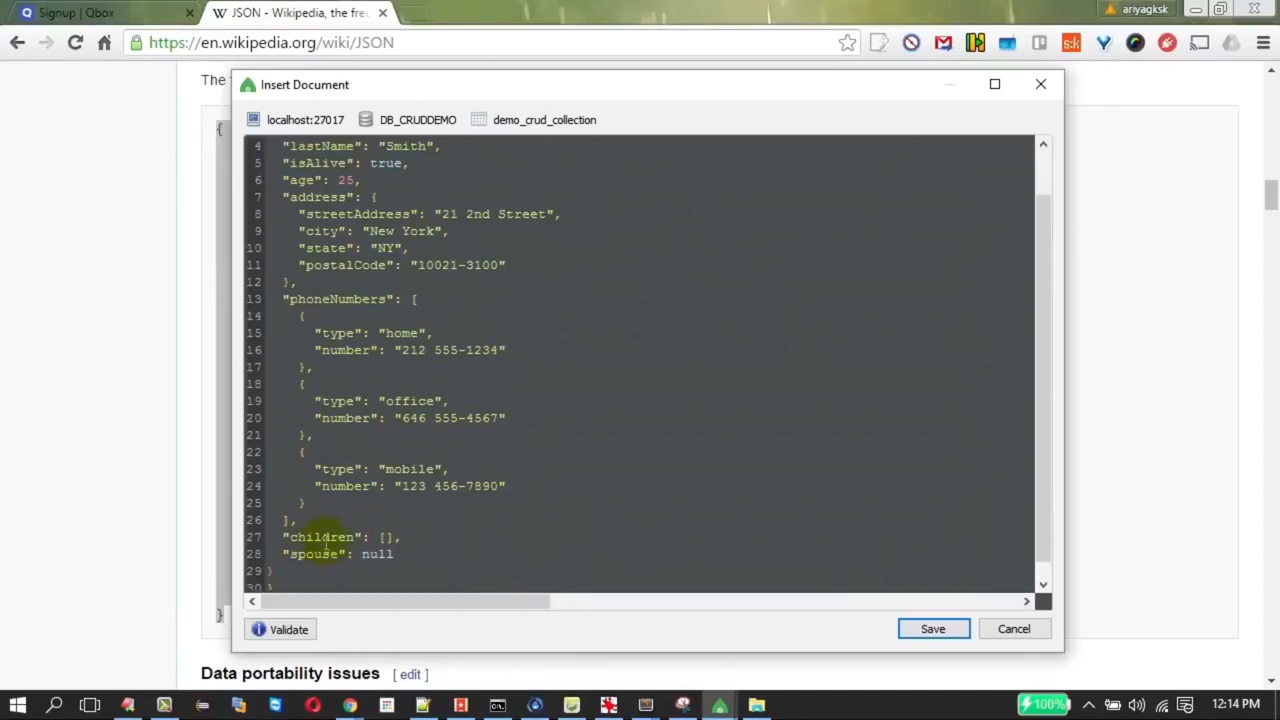 Signup | Qbox
JSON - Wikipedia, the fre
ariyagksk
https://en.wikipedia.org/wiki/JSON
The
Insert Document
localhost:27017 DB_CRUDDEMO demo_crud_collection
{
4 "lastName": "Smith",
5 "isAlive": true,
6 "age": 25,
7 "address": {
8 "streetAddress": "21 2nd Street",
9 "city": "New York",
10 "state": "NY",
11 "postalCode": "10021-3100"
12 },
13 "phoneNumbers": [
14 {
15 "type": "home",
16 "number": "212 555-1234"
17 },
18 {
19 "type": "office",
20 "number": "646 555-4567"
21 },
22 {
23 "type": "mobile",
24 "number": "123 456-7890"
25 }
26 ],
27 "children": [],
28 "spouse": null
29 }
30 }
}
Validate Save Cancel
Data portability issues [ edit ]
100% 12:14 PM